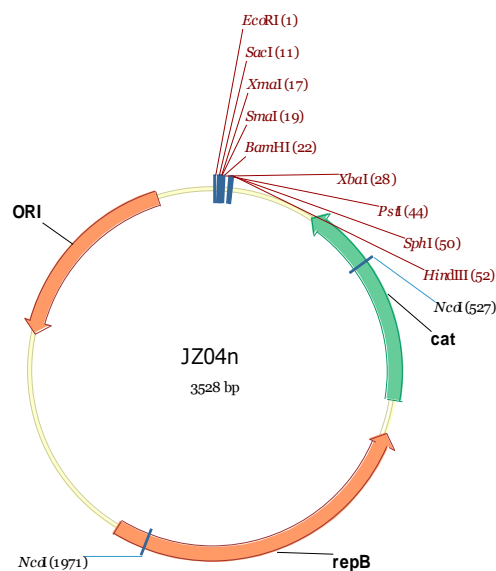 EcoRI (1)
SacI (11)
XmaI (17)
SmaI (19)
BamHI (22)
XbaI (28)
PstI (44)
SphI (50)
HindIII (52)
NcoI (527)
cat
ORI
JZ04n
3528 bp
NcoI (1971)
repB